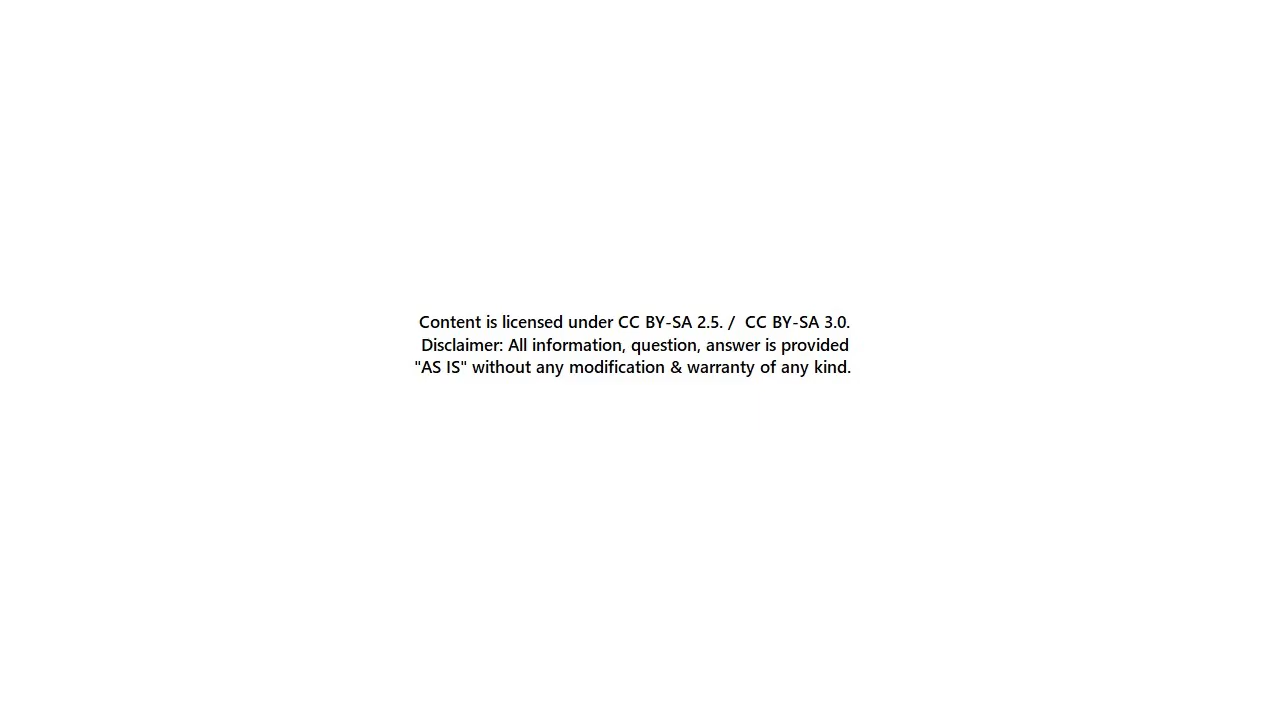 Content is licensed under CC BY-SA 2.5. /  CC BY-SA 3.0.
Disclaimer: All information, question, answer is provided
"AS IS" without any modification & warranty of any kind.